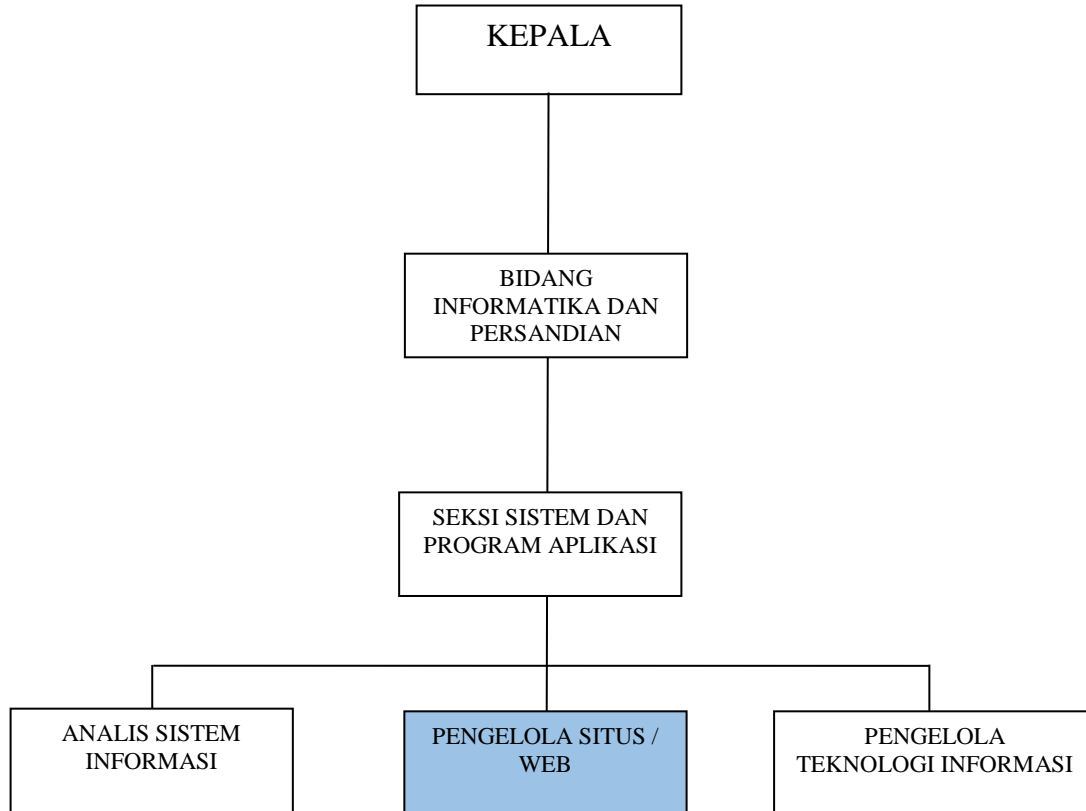 KEPALA
BIDANG
INFORMATIKA DAN
PERSANDIAN
SEKSI SISTEM DAN
PROGRAM APLIKASI
ANALIS SISTEM
INFORMASI
PENGELOLA SITUS /
WEB
PENGELOLA
TEKNOLOGI INFORMASI